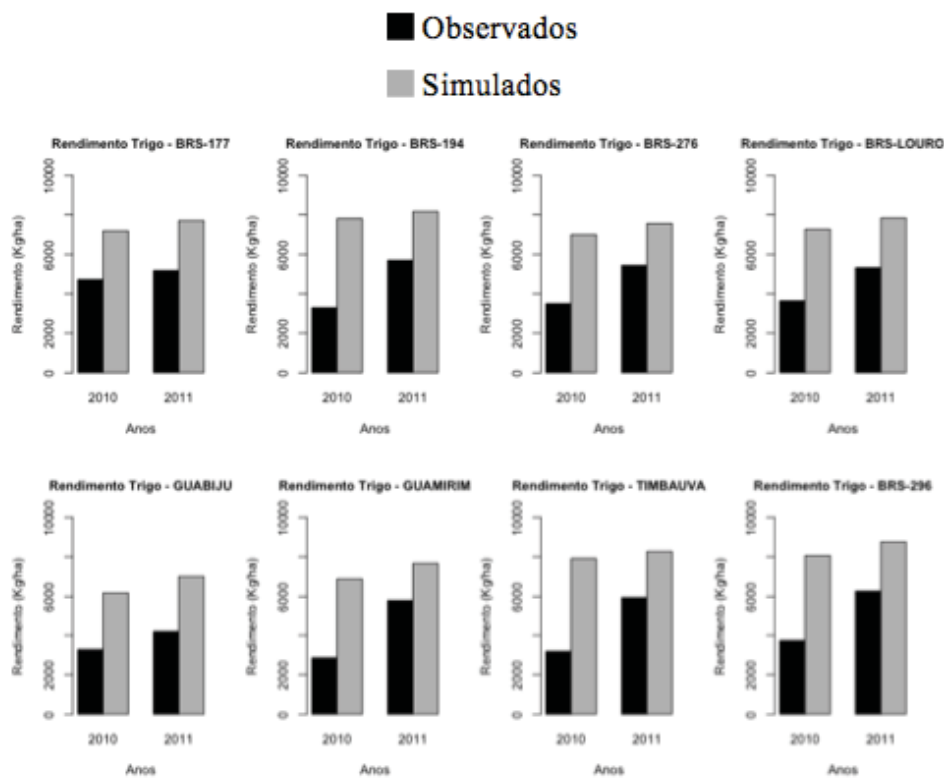 Observados
Simulados
Rendimento Trigo - BRS-177
Rendimento (Kg/ha)
0 2000 6000 10000
2010 2011
Anos
Rendimento Trigo - BRS-194
Rendimento (Kg/ha)
0 2000 6000 10000
2010 2011
Anos
Rendimento Trigo - BRS-276
Rendimento (Kg/ha)
0 2000 6000 10000
2010 2011
Anos
Rendimento Trigo - BRS-LOURO
Rendimento (Kg/ha)
0 2000 6000 10000
2010 2011
Anos
Rendimento Trigo - GUABIJU
Rendimento (Kg/ha)
0 2000 6000 10000
2010 2011
Anos
Rendimento Trigo - GUAMIRIM
Rendimento (Kg/ha)
0 2000 6000 10000
2010 2011
Anos
Rendimento Trigo - TIMBAUVA
Rendimento (Kg/ha)
0 2000 6000 10000
2010 2011
Anos
Rendimento Trigo - BRS-296
Rendimento (Kg/ha)
0 2000 6000 10000
2010 2011
Anos